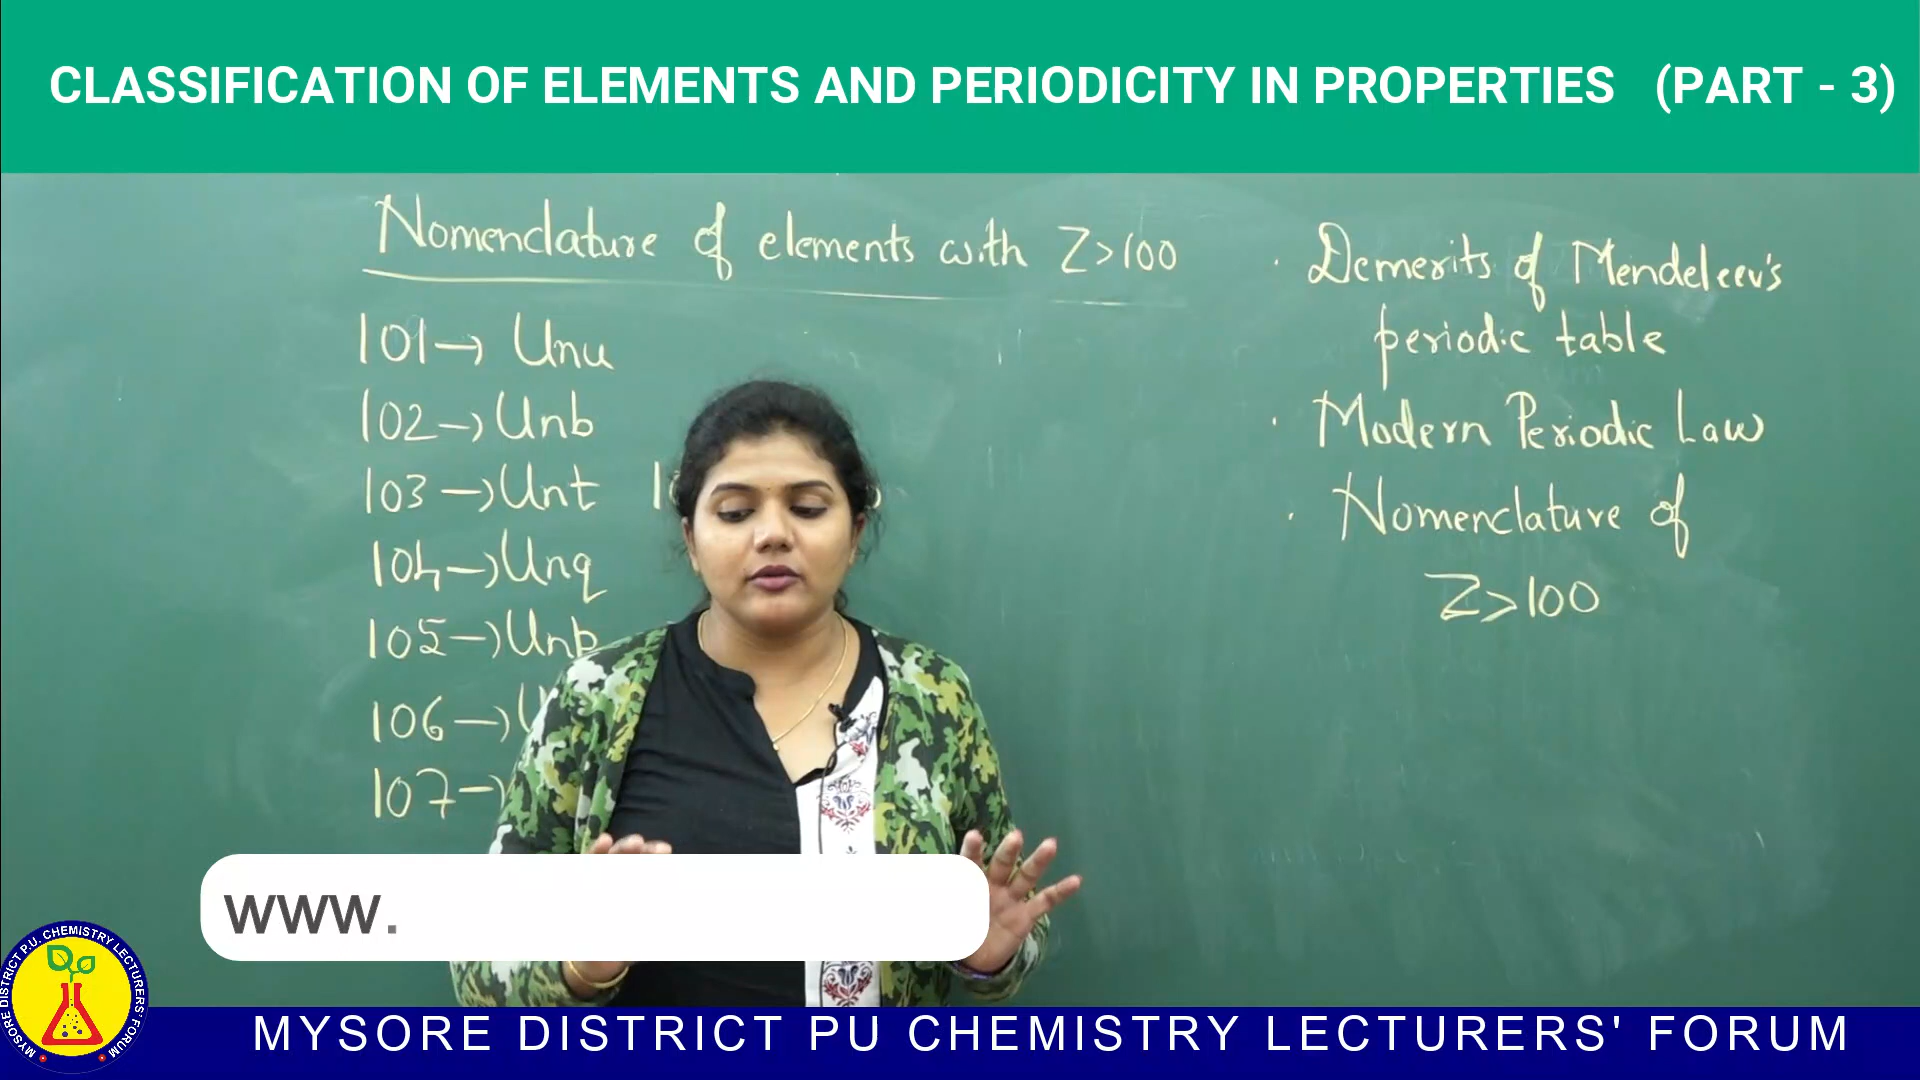 CLASSIFICATION OF ELEMENTS AND PERIODICITY IN PROPERTIES (PART - 3)
Nomenclature of elements with Z>100
101→ Unu
102→ Unb
103→ Unt
104→ Unq
105→ Unp
106→
107→
· Demerits of Mendeleev's
periodic table
· Modern Periodic Law
· Nomenclature of
Z>100
www.
MYSORE DISTRICT P.U. CHEMISTRY LECTURERS' FORUM
MYSORE DISTRICT PU CHEMISTRY LECTURERS' FORUM